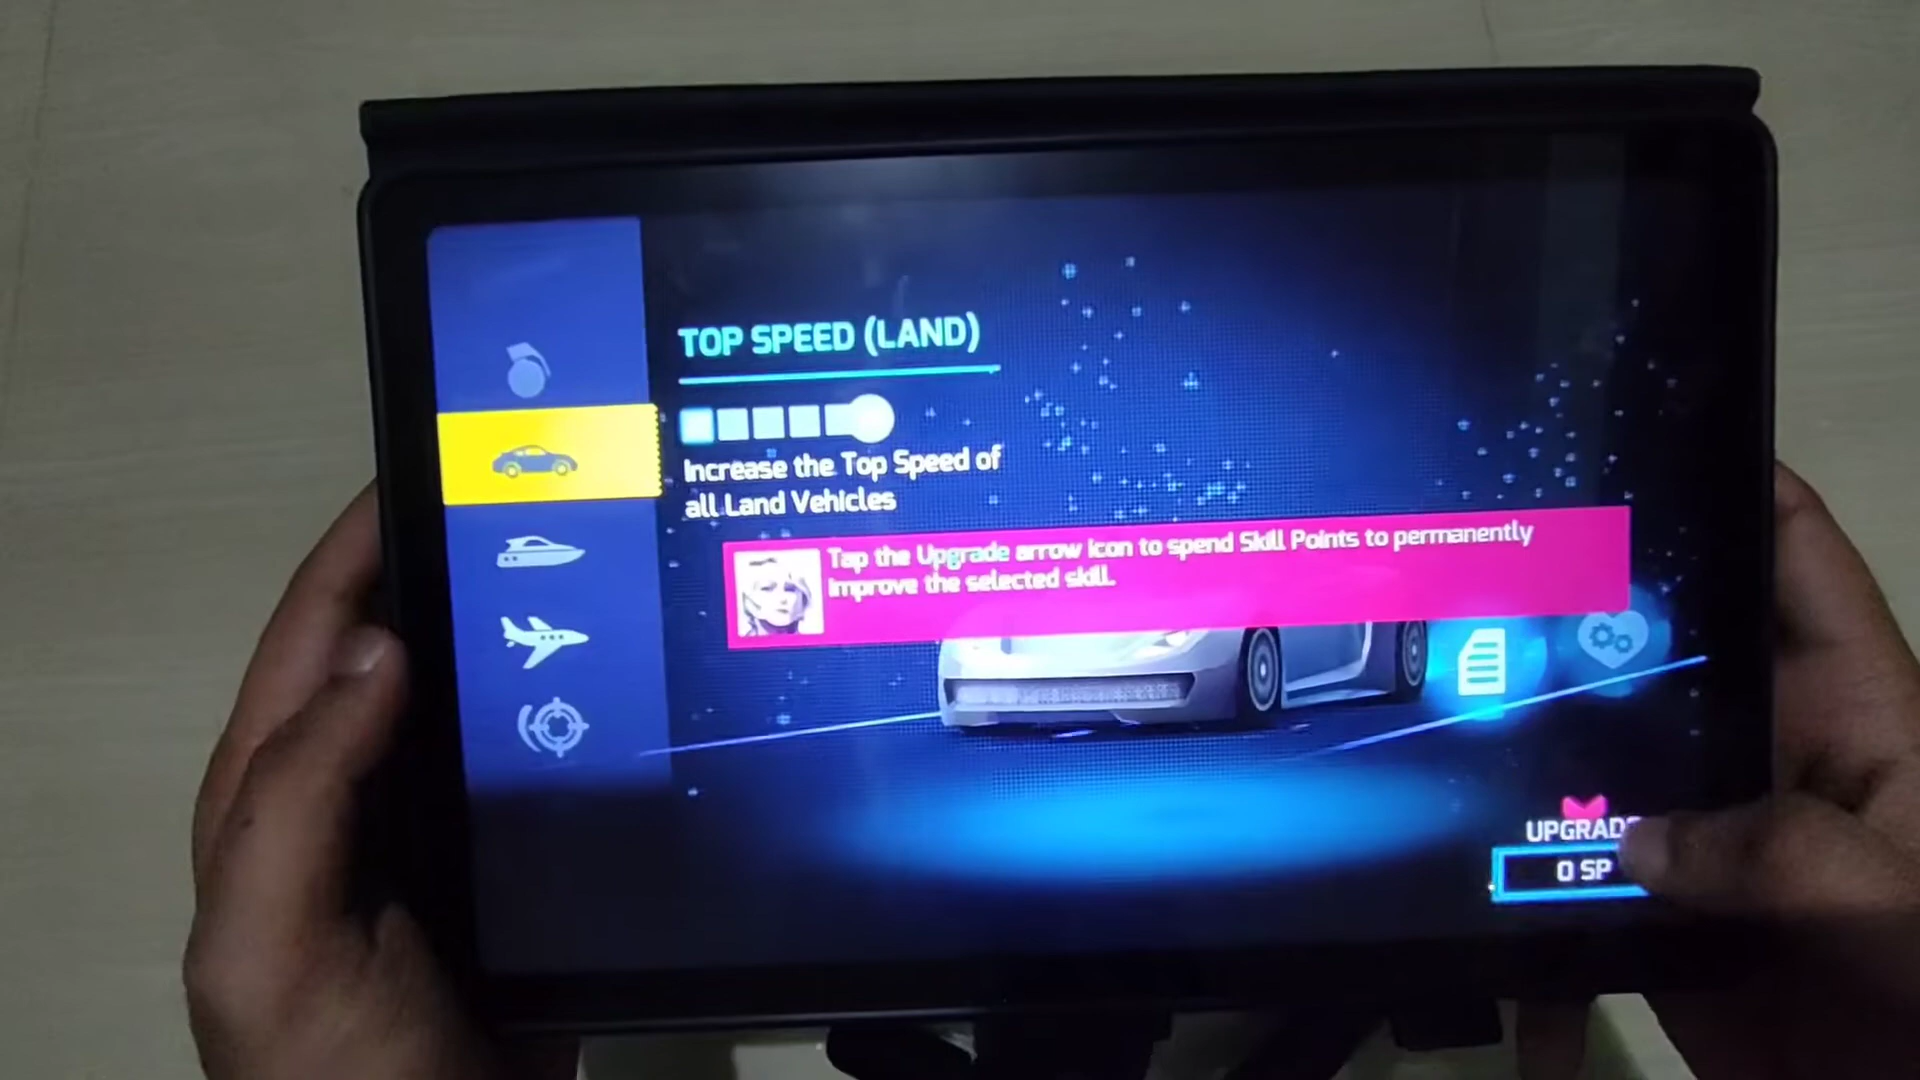 TOP SPEED (LAND)
Increase the Top Speed of
all Land Vehicles
Tap the Upgrade arrow icon to spend Skill Points to permanently
improve the selected skill.
UPGRADE
0 SP